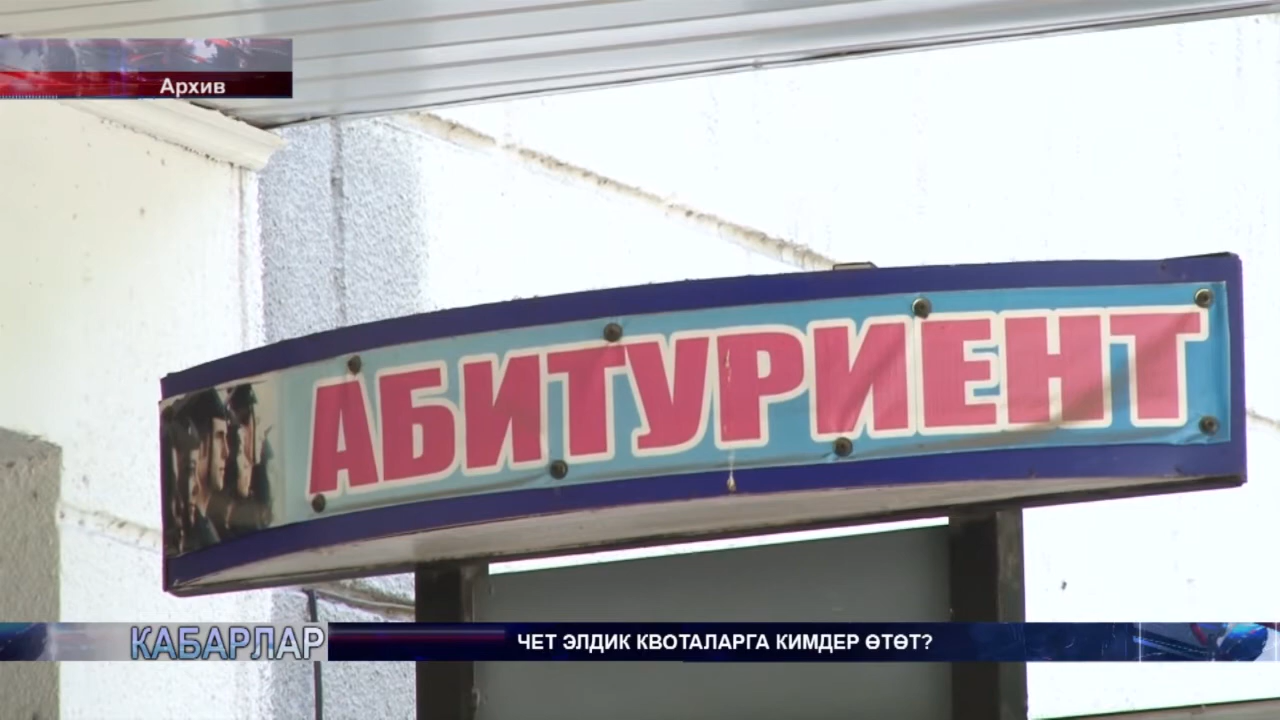 Архив
АБИТУРИЕНТ
КАБАРЛАР
ЧЕТ ЭЛДИК КВОТАЛАРГА КИМДЕР ӨТӨТ?